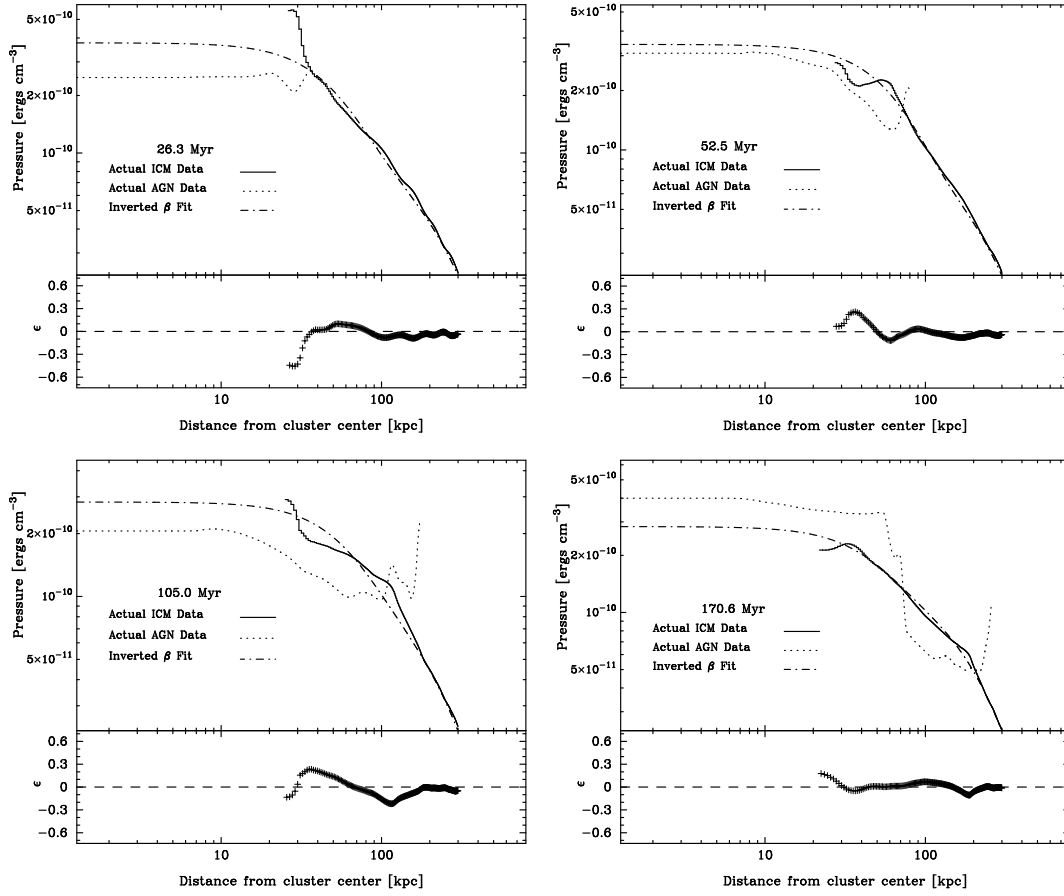 5×10⁻¹⁰
2×10⁻¹⁰
10⁻¹⁰
5×10⁻¹¹
Pressure [ergs cm⁻³]
26.3 Myr
Actual ICM Data
Actual AGN Data
Inverted β Fit
0.6
0.3
0
−0.3
−0.6
ε
10 100
Distance from cluster center [kpc]
5×10⁻¹⁰
2×10⁻¹⁰
10⁻¹⁰
5×10⁻¹¹
Pressure [ergs cm⁻³]
52.5 Myr
Actual ICM Data
Actual AGN Data
Inverted β Fit
0.6
0.3
0
−0.3
−0.6
ε
10 100
Distance from cluster center [kpc]
2×10⁻¹⁰
10⁻¹⁰
5×10⁻¹¹
Pressure [ergs cm⁻³]
105.0 Myr
Actual ICM Data
Actual AGN Data
Inverted β Fit
0.6
0.3
0
−0.3
−0.6
ε
10 100
Distance from cluster center [kpc]
5×10⁻¹⁰
2×10⁻¹⁰
10⁻¹⁰
5×10⁻¹¹
Pressure [ergs cm⁻³]
170.6 Myr
Actual ICM Data
Actual AGN Data
Inverted β Fit
0.6
0.3
0
−0.3
−0.6
ε
10 100
Distance from cluster center [kpc]